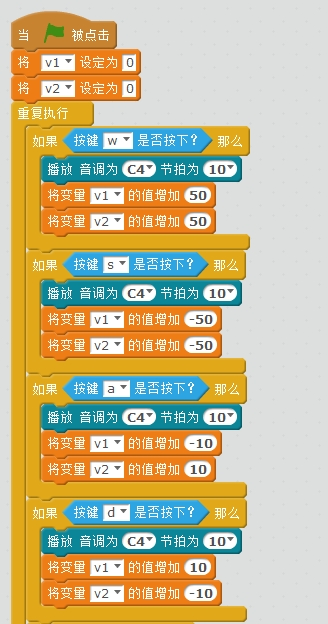 当 被点击
将 v1 设定为 0
将 v2 设定为 0
重复执行
如果 按键 w 是否按下？ 那么
播放 音调为 C4 节拍为 10
将变量 v1 的值增加 50
将变量 v2 的值增加 50
如果 按键 s 是否按下？ 那么
播放 音调为 C4 节拍为 10
将变量 v1 的值增加 -50
将变量 v2 的值增加 -50
如果 按键 a 是否按下？ 那么
播放 音调为 C4 节拍为 10
将变量 v1 的值增加 -10
将变量 v2 的值增加 10
如果 按键 d 是否按下？ 那么
播放 音调为 C4 节拍为 10
将变量 v1 的值增加 10
将变量 v2 的值增加 -10